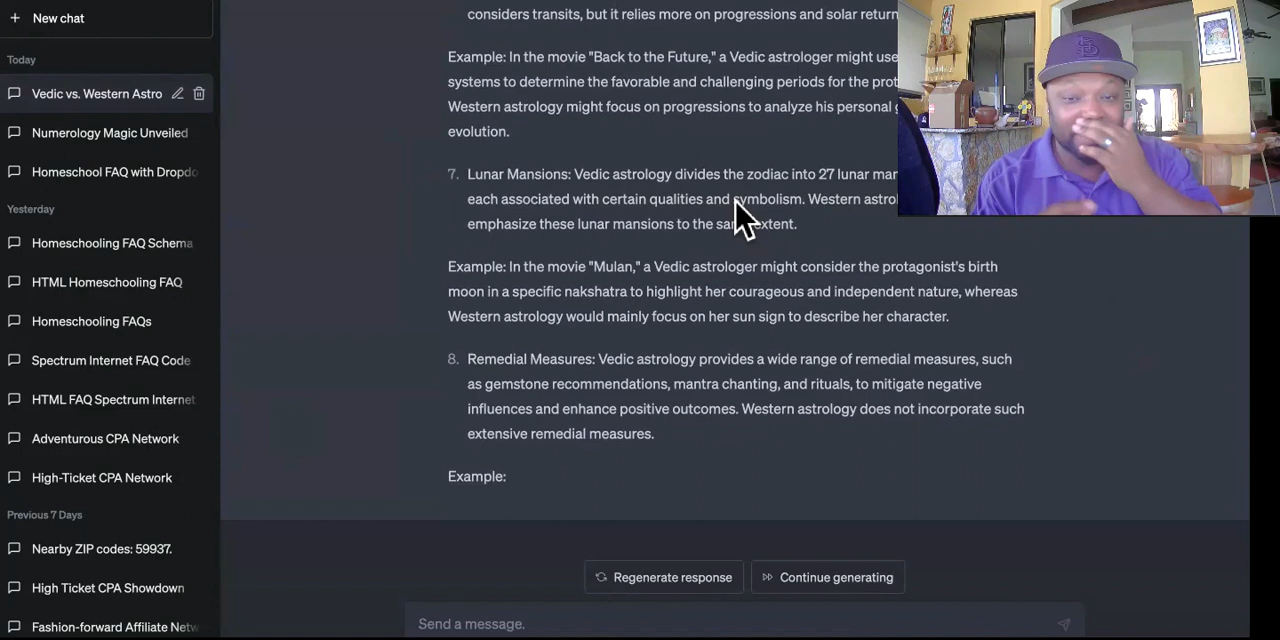 New chat
Today
Vedic vs. Western Astro
Numerology Magic Unveiled
Homeschool FAQ with Dropdo
Yesterday
Homeschooling FAQ Schema
HTML Homeschooling FAQ
Homeschooling FAQs
Spectrum Internet FAQ Code
HTML FAQ Spectrum Internet
Adventurous CPA Network
High-Ticket CPA Network
Previous 7 Days
Nearby ZIP codes: 59937.
High Ticket CPA Showdown
Fashion-forward Affiliate Netw
considers transits, but it relies more on progressions and solar return
Example: In the movie "Back to the Future," a Vedic astrologer might use
systems to determine the favorable and challenging periods for the prot
Western astrology might focus on progressions to analyze his personal
evolution.
7. Lunar Mansions: Vedic astrology divides the zodiac into 27 lunar man
each associated with certain qualities and symbolism. Western astrol
emphasize these lunar mansions to the same extent.
Example: In the movie "Mulan," a Vedic astrologer might consider the protagonist's birth
moon in a specific nakshatra to highlight her courageous and independent nature, whereas
Western astrology would mainly focus on her sun sign to describe her character.
8. Remedial Measures: Vedic astrology provides a wide range of remedial measures, such
as gemstone recommendations, mantra chanting, and rituals, to mitigate negative
influences and enhance positive outcomes. Western astrology does not incorporate such
extensive remedial measures.
Example:
Regenerate response
Continue generating
Send a message.